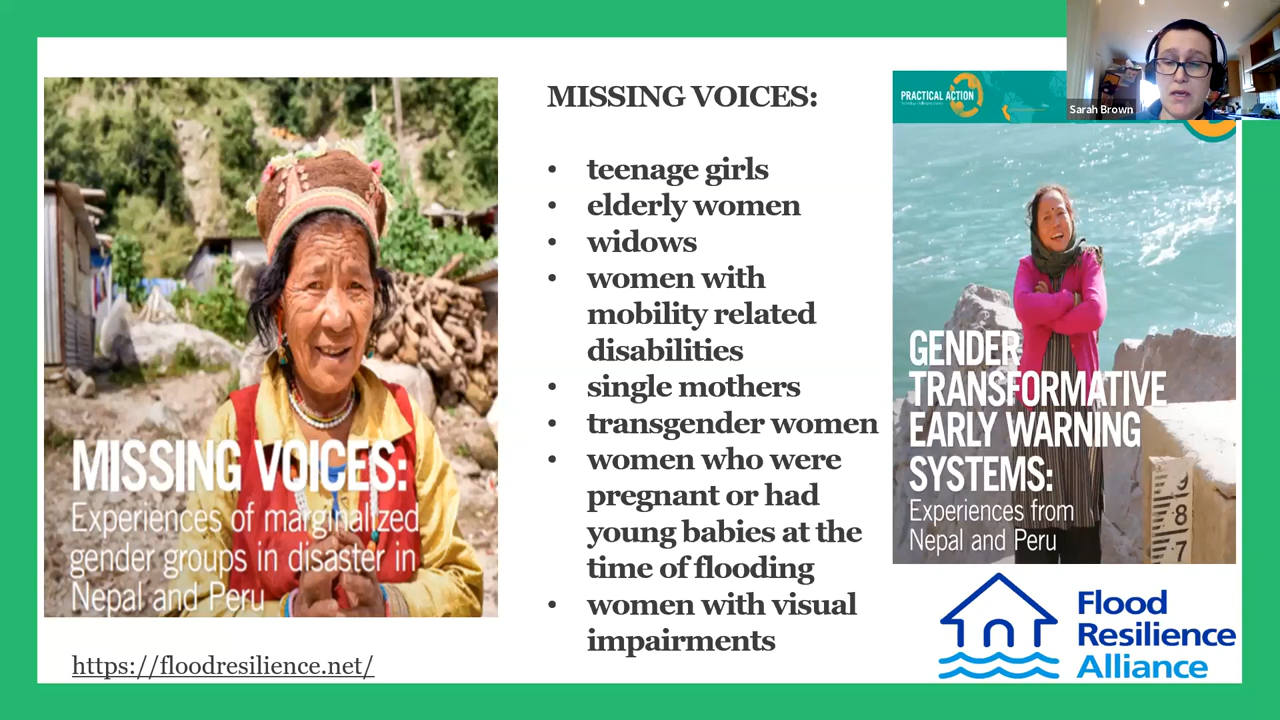 MISSING VOICES:
Experiences of marginalized
gender groups in disaster in
Nepal and Peru
https://floodresilience.net/
MISSING VOICES:
• teenage girls
• elderly women
• widows
• women with
mobility related
disabilities
• single mothers
• transgender women
• women who were
pregnant or had
young babies at the
time of flooding
• women with visual
impairments
PRACTICAL ACTION
Sarah Brown
GENDER
TRANSFORMATIVE
EARLY WARNING
SYSTEMS:
Experiences from
Nepal and Peru
9
8
7
Flood
Resilience
Alliance